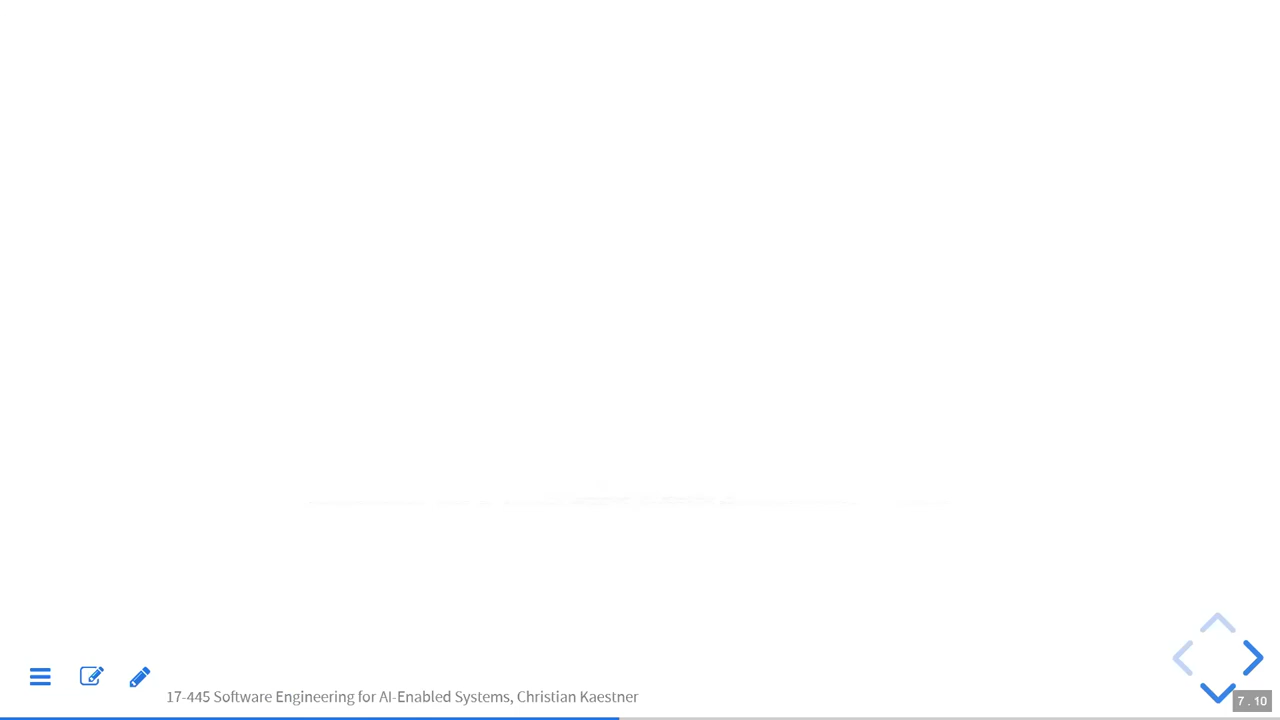 17-445 Software Engineering for AI-Enabled Systems, Christian Kaestner
7 . 10